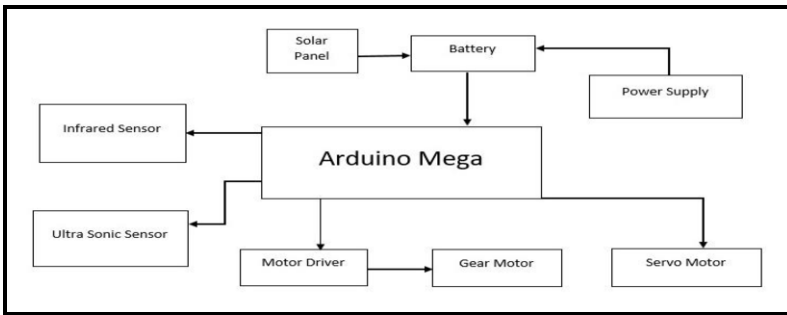 Solar
Panel
Battery
Power Supply
Infrared Sensor
Arduino Mega
Ultra Sonic Sensor
Motor Driver
Gear Motor
Servo Motor